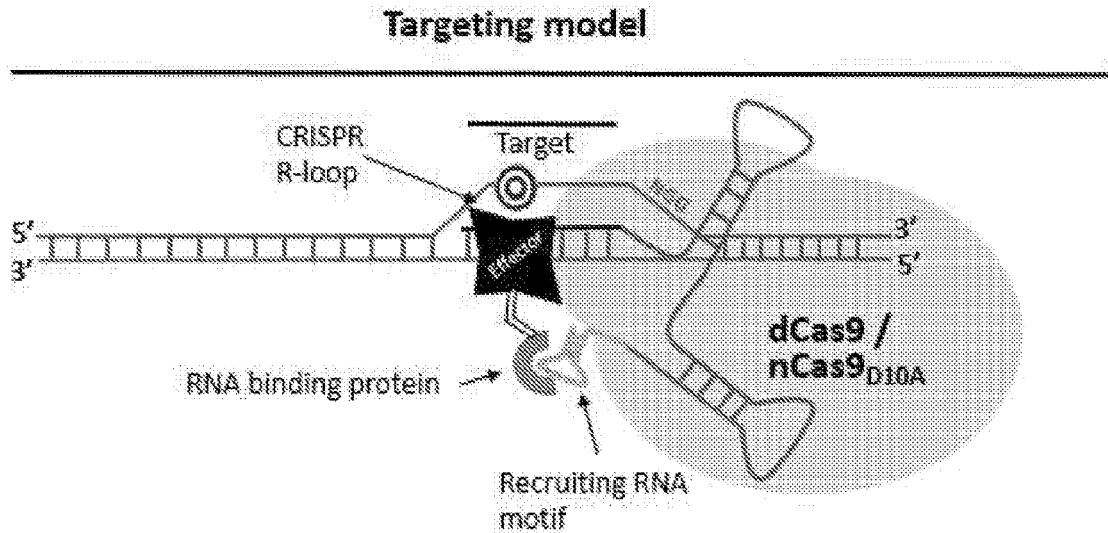 Targeting model
CRISPR
R-loop
Target
5'
3'
3'
5'
Effector
dCas9 /
nCas9D10A
RNA binding protein
Recruiting RNA
motif